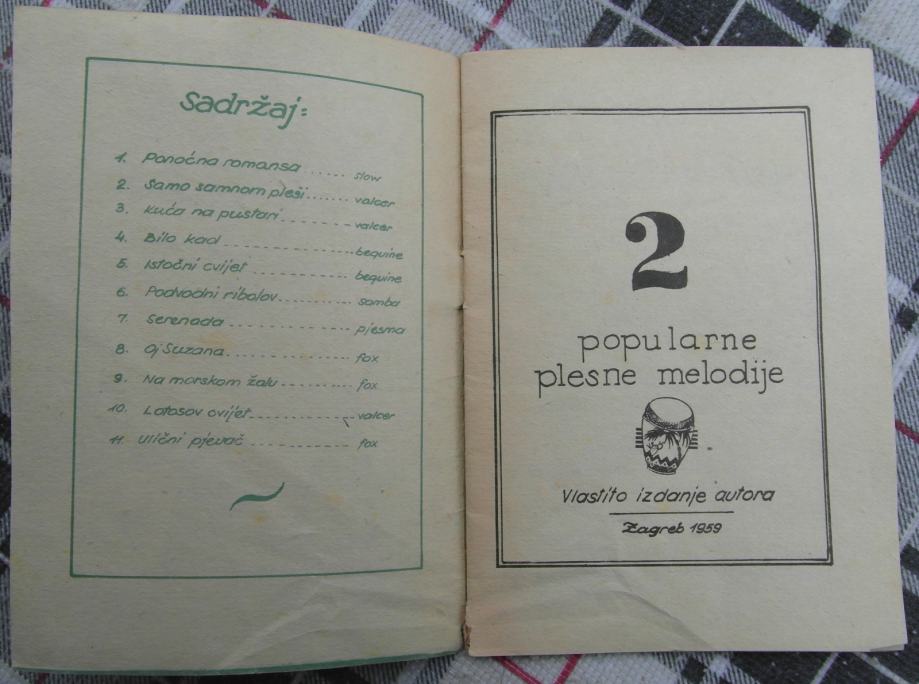 Sadržaj:
1. Ponoćna romansa ...... slow
2. Samo samnom pleši ...... valcer
3. Kuća na pustari ---------- valcer
4. Bilo kad ---------------- beguine
5. Istočni cvijet ------------ beguine
6. Podvodni ribolov ---------- samba
7. Serenada ---------------- pjesma
8. Oj Suzana ---------------- fox
9. Na morskom žalu ---------- fox
10. Lotosov cvijet ------------ valcer
11. Ulični pjevač ------------ fox
2
popularne
plesne melodije
Vlastito izdanje autora
Zagreb 1959